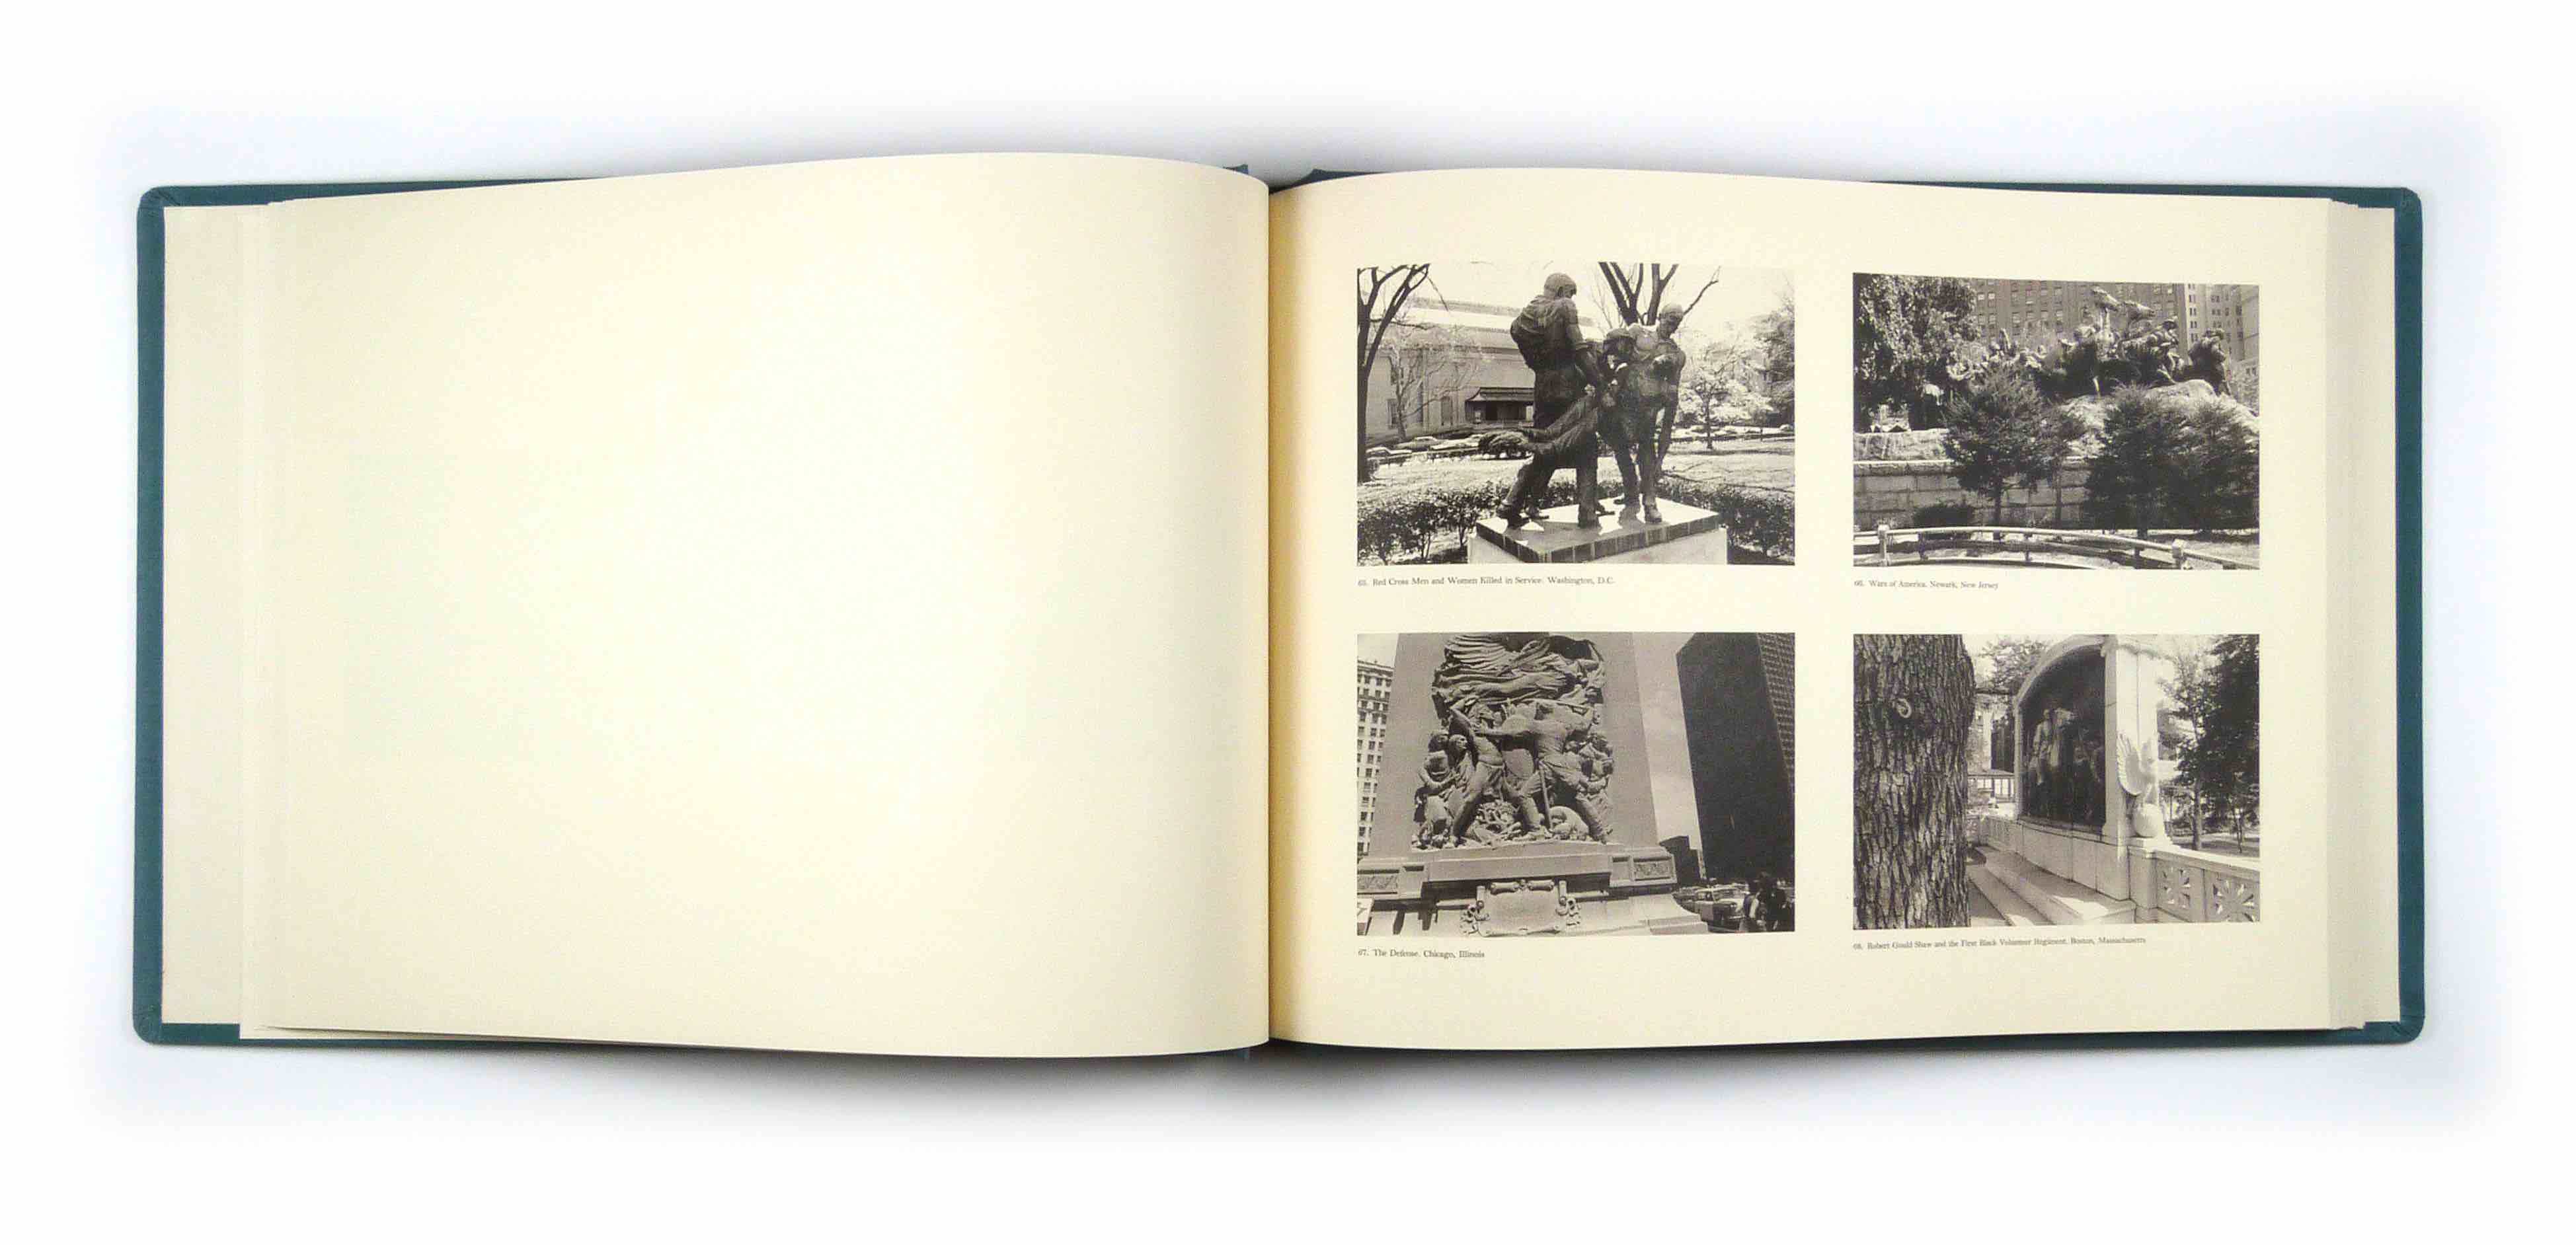 65. Red Cross Men and Women Killed in Service. Washington, D.C.
66. Wars of America. Newark, New Jersey
67. The Defense. Chicago, Illinois
68. Robert Gould Shaw and the First Black Volunteer Regiment. Boston, Massachusetts